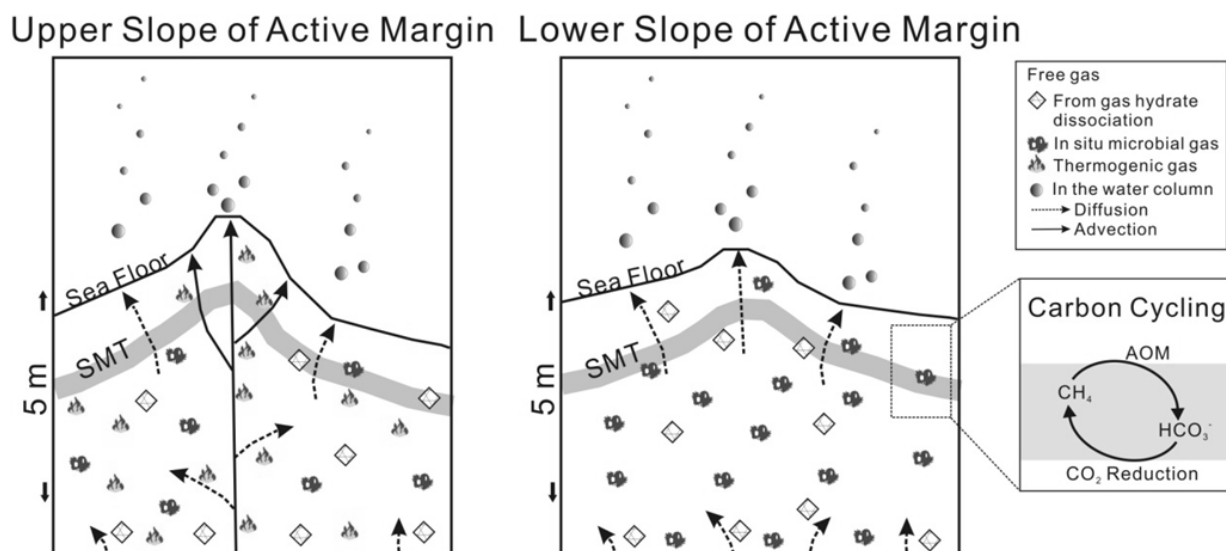 Upper Slope of Active Margin
Lower Slope of Active Margin
Sea Floor
SMT
5 m
Sea Floor
SMT
5 m
Free gas
From gas hydrate
dissociation
In situ microbial gas
Thermogenic gas
In the water column
Diffusion
Advection
Carbon Cycling
AOM
CH₄
HCO₃⁻
CO₂ Reduction